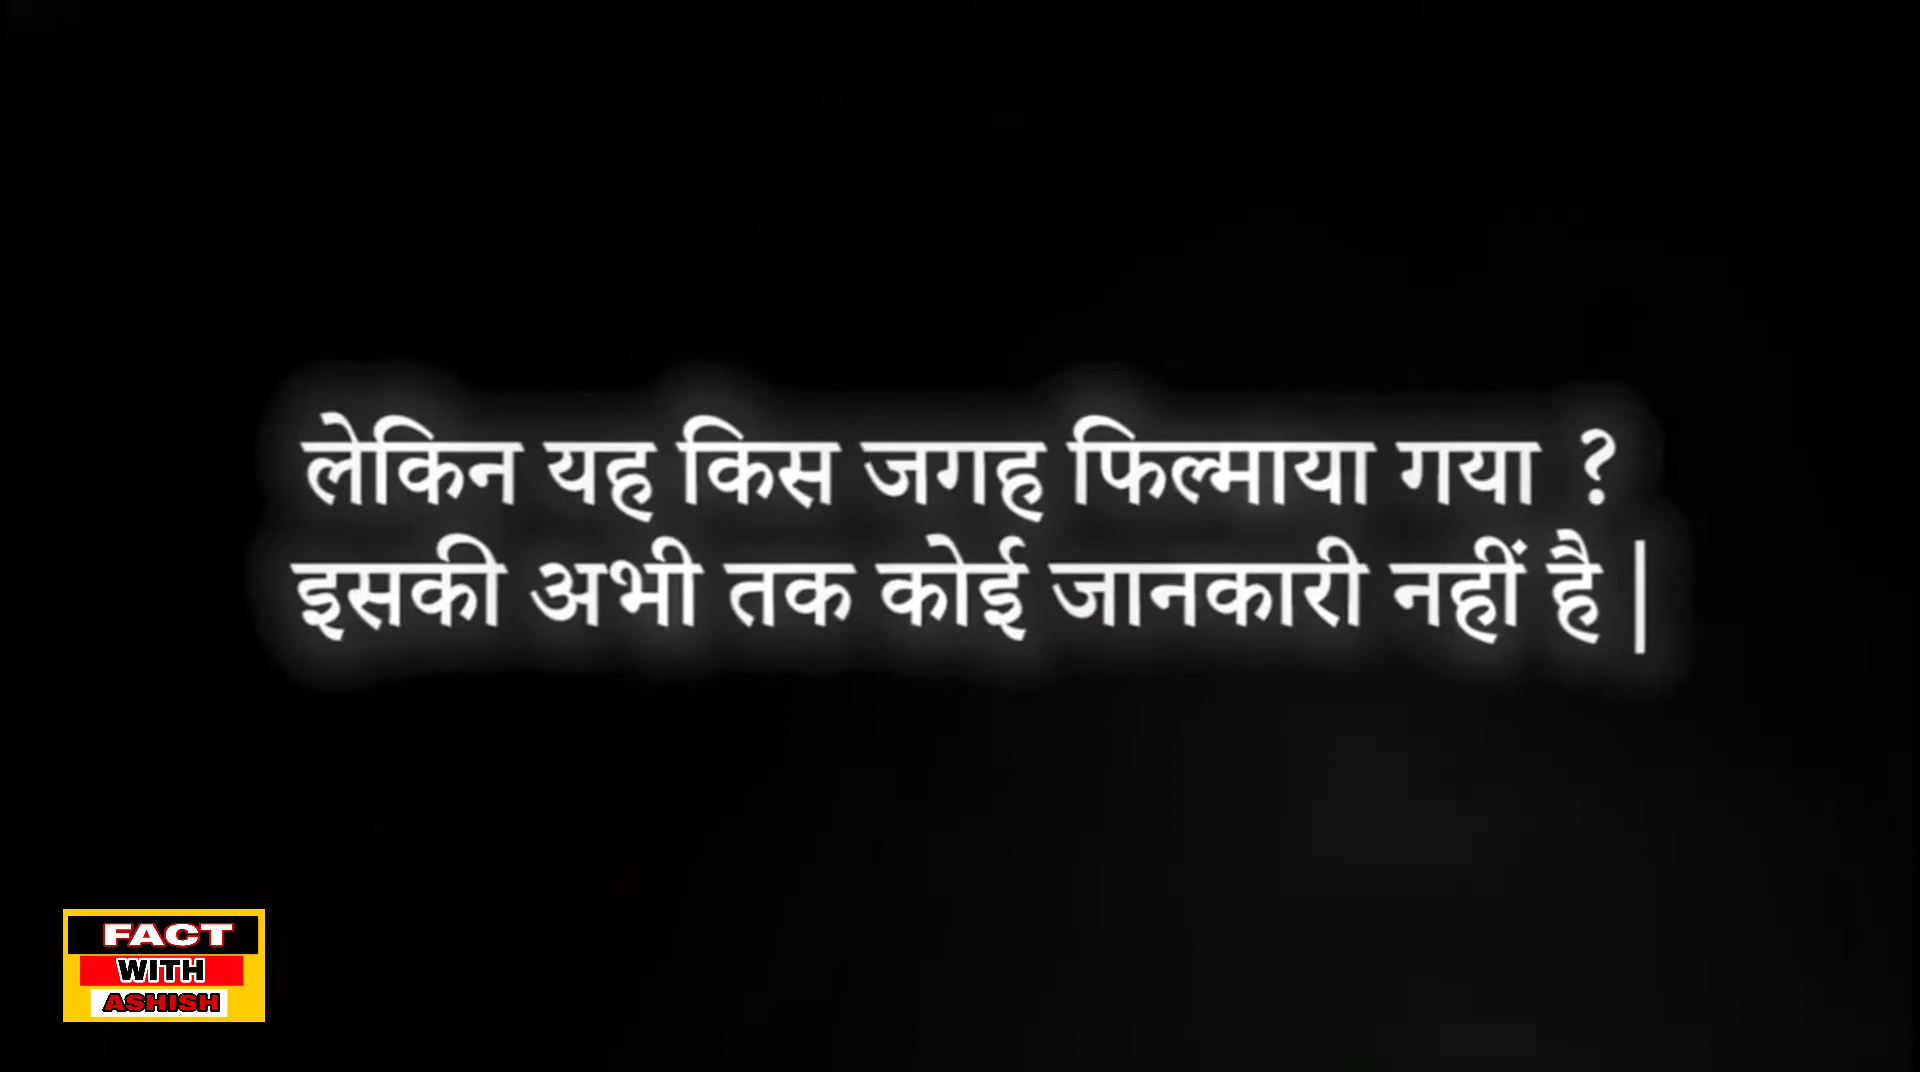 लेकिन यह किस जगह फिल्माया गया ?
इसकी अभी तक कोई जानकारी नहीं है |
FACT
WITH
ASHISH